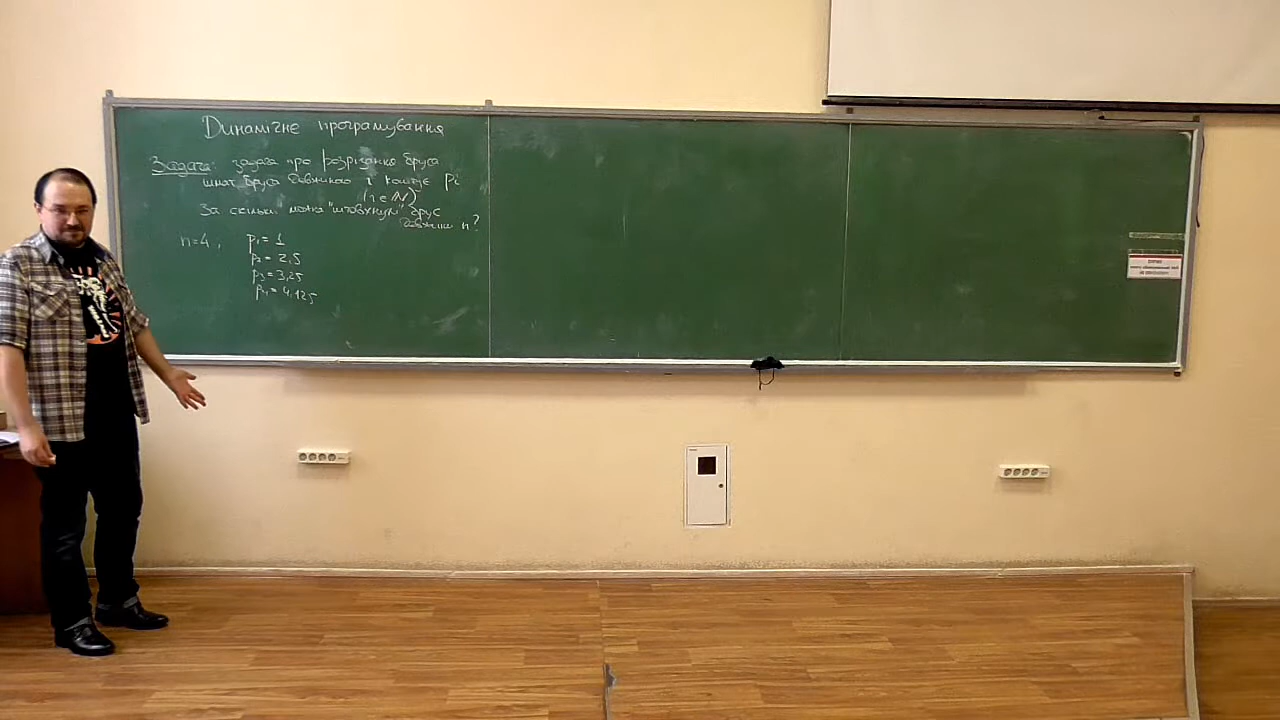 Динамічне програмування
Задача: задача про розрізання бруса
шмат бруса довжиною i коштує pi
(i ∈ ℕ)
За скільки можна "штовхнути" брус
довжини n?
n=4, p₁ = 1
p₂ = 2,5
p₃ = 3,25
p₄ = 4,125